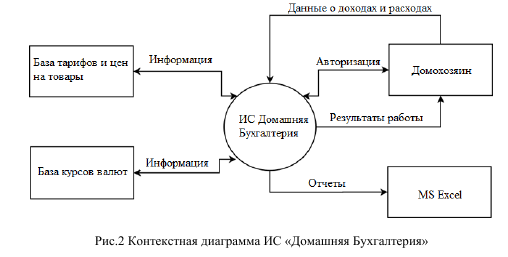 Данные о доходах и расходах
База тарифов и цен
на товары
Информация
Авторизация
Домохозяин
ИС Домашняя
Бухгалтерия
Результаты работы
База курсов валют
Информация
Отчеты
MS Excel
Рис.2 Контекстная диаграмма ИС «Домашняя Бухгалтерия»